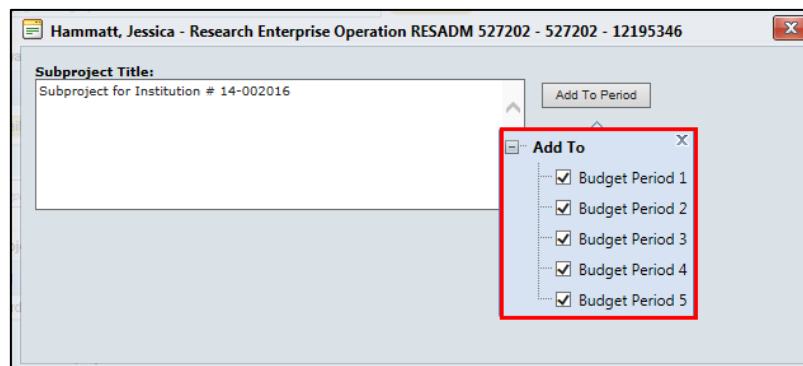 Hammatt, Jessica - Research Enterprise Operation RESADM 527202 - 527202 - 12195346
Subproject Title:
Subproject for Institution # 14-002016
Add To Period
Add To
Budget Period 1
Budget Period 2
Budget Period 3
Budget Period 4
Budget Period 5